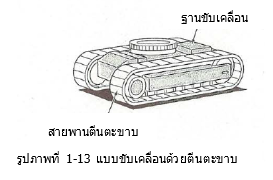 ฐานขับเคลื่อน
สายพานตีนตะขาบ
รูปภาพที่ 1-13 แบบขับเคลื่อนด้วยตีนตะขาบ